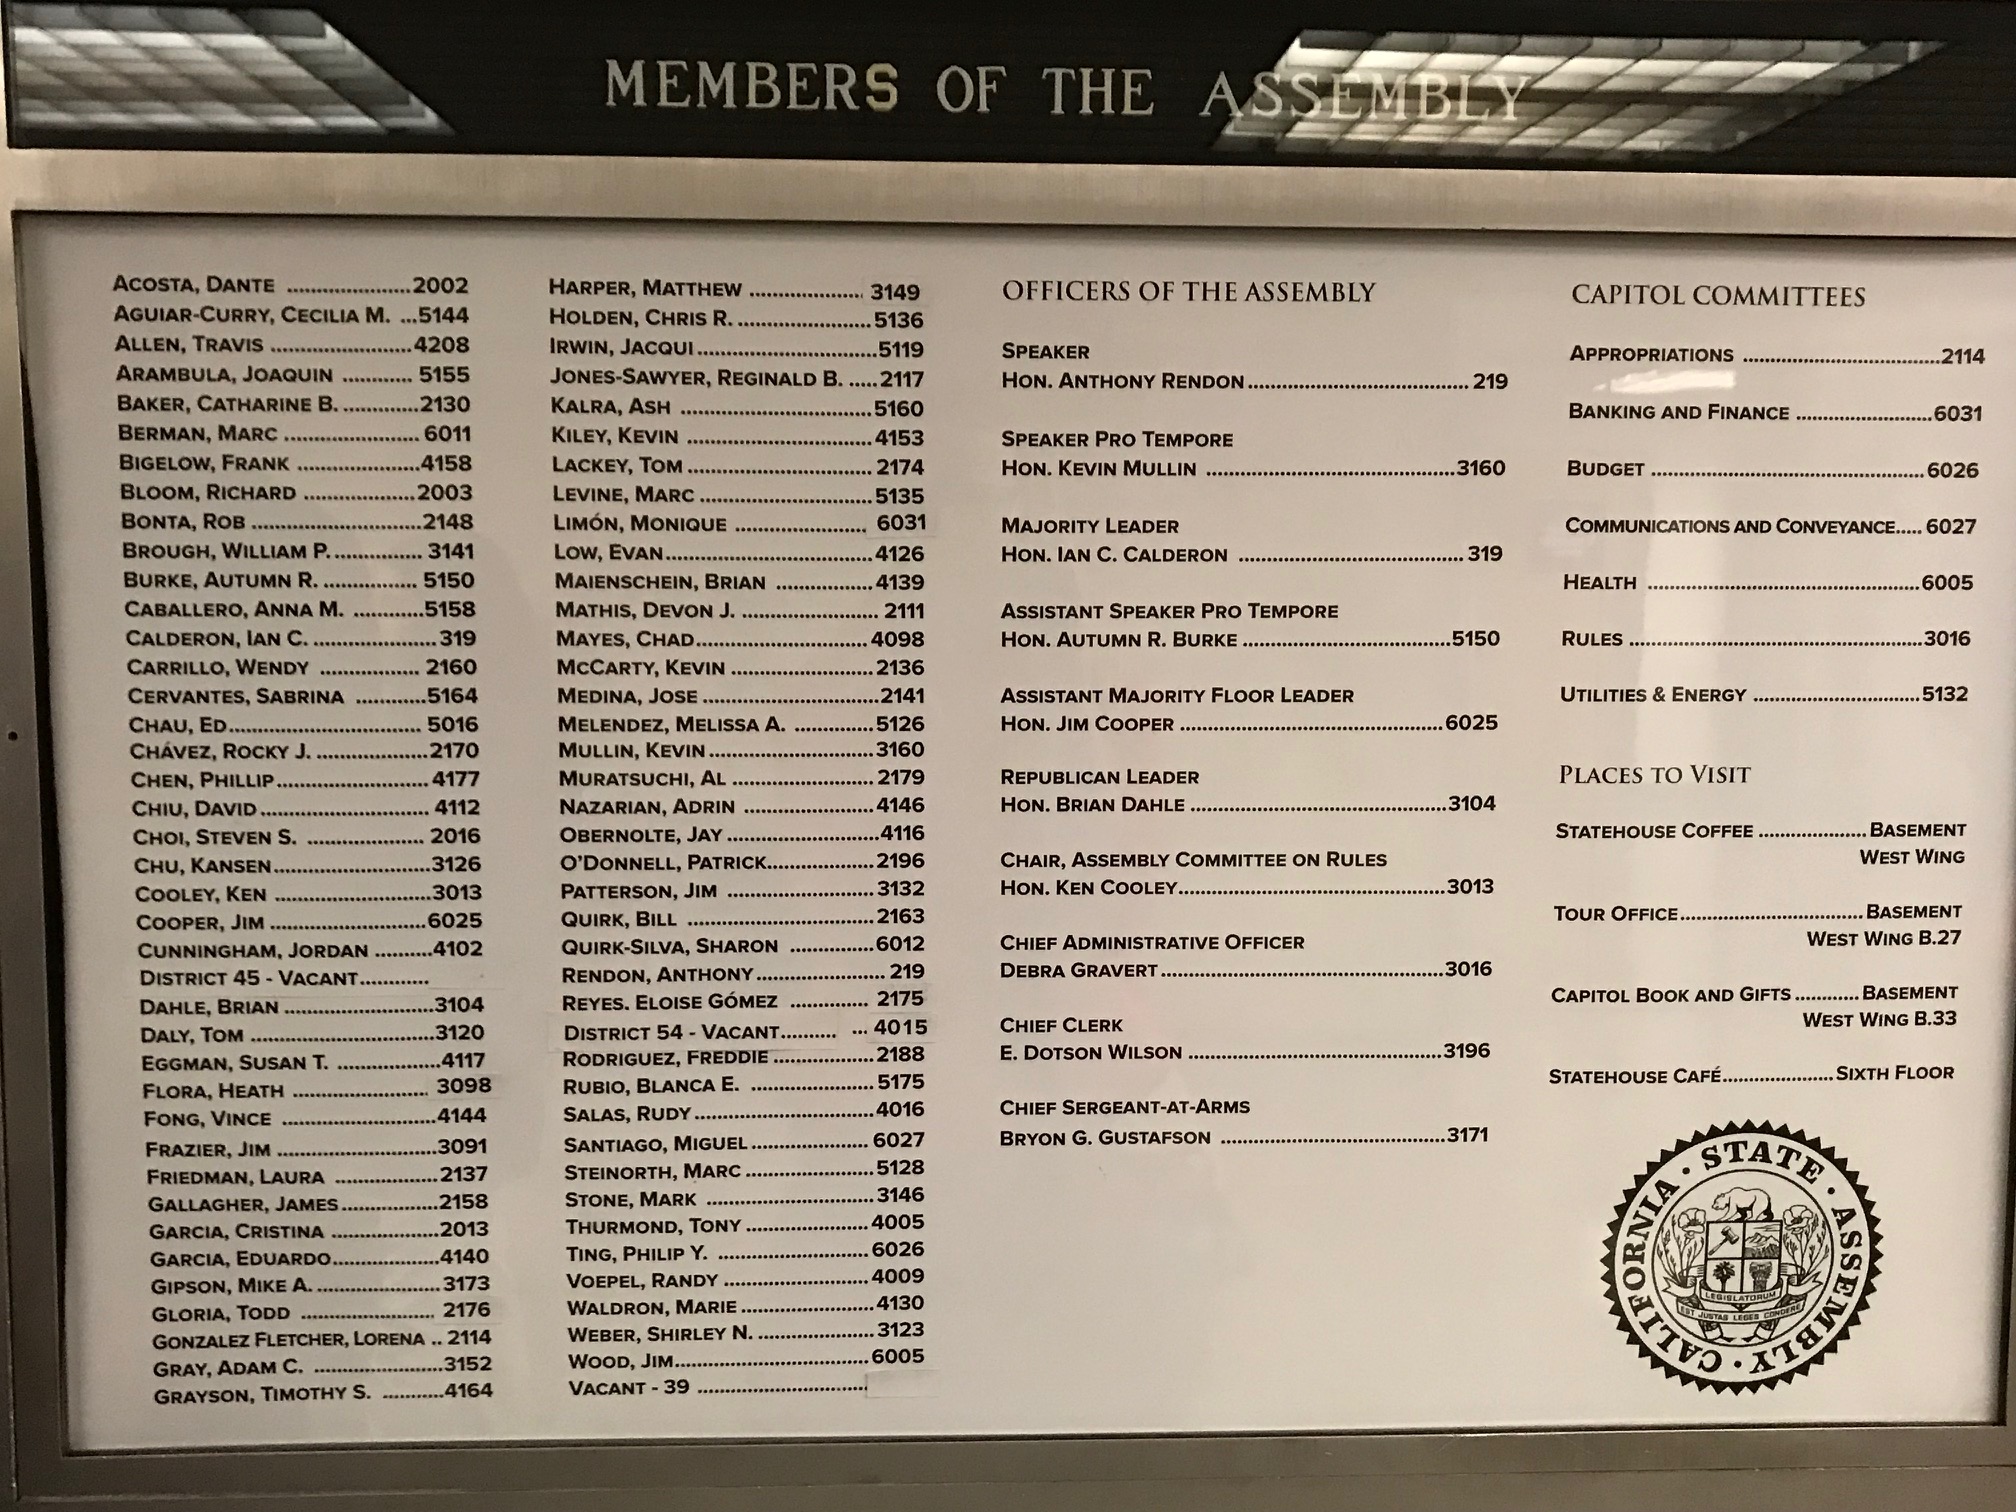 MEMBERS OF THE ASSEMBLY
ACOSTA, DANTE ......................2002
AGUIAR-CURRY, CECILIA M. ...5144
ALLEN, TRAVIS .........................4208
ARAMBULA, JOAQUIN ............ 5155
BAKER, CATHARINE B. .............2130
BERMAN, MARC ........................ 6011
BIGELOW, FRANK ......................4158
BLOOM, RICHARD ....................2003
BONTA, ROB ..............................2148
BROUGH, WILLIAM P. ................ 3141
BURKE, AUTUMN R. ................. 5150
CABALLERO, ANNA M. ............5158
CALDERON, IAN C. ......................319
CARRILLO, WENDY .................. 2160
CERVANTES, SABRINA ............5164
CHAU, ED.................................. 5016
CHÁVEZ, ROCKY J. ....................2170
CHEN, PHILLIP........................... 4177
CHIU, DAVID .............................. 4112
CHOI, STEVEN S. ..................... 2016
CHU, KANSEN............................3126
COOLEY, KEN ............................3013
COOPER, JIM ............................6025
CUNNINGHAM, JORDAN ..........4102
DISTRICT 45 - VACANT............
DAHLE, BRIAN ...........................3104
DALY, TOM .................................3120
EGGMAN, SUSAN T. ...................4117
FLORA, HEATH ........................ 3098
FONG, VINCE ............................4144
FRAZIER, JIM .............................3091
FRIEDMAN, LAURA ...................2137
GALLAGHER, JAMES.................2158
GARCIA, CRISTINA ...................2013
GARCIA, EDUARDO...................4140
GIPSON, MIKE A. ......................3173
GLORIA, TODD ........................ 2176
GONZALEZ FLETCHER, LORENA .. 2114
GRAY, ADAM C. .......................3152
GRAYSON, TIMOTHY S. ...........4164
HARPER, MATTHEW .................... 3149
HOLDEN, CHRIS R. ........................5136
IRWIN, JACQUI ................................5119
JONES-SAWYER, REGINALD B. .....2117
KALRA, ASH ..................................5160
KILEY, KEVIN .................................4153
LACKEY, TOM ................................. 2174
LEVINE, MARC ...............................5135
LIMÓN, MONIQUE ....................... 6031
LOW, EVAN.....................................4126
MAIENSCHEIN, BRIAN .................4139
MATHIS, DEVON J. ........................ 2111
MAYES, CHAD...............................4098
MCCARTY, KEVIN ..........................2136
MEDINA, JOSE ................................2141
MELENDEZ, MELISSA A. ..............5126
MULLIN, KEVIN..............................3160
MURATSUCHI, AL .........................2179
NAZARIAN, ADRIN .......................4146
OBERNOLTE, JAY ...........................4116
O'DONNELL, PATRICK...................2196
PATTERSON, JIM ..........................3132
QUIRK, BILL .................................2163
QUIRK-SILVA, SHARON ...............6012
RENDON, ANTHONY....................... 219
REYES. ELOISE GÓMEZ .............. 2175
DISTRICT 54 - VACANT.......... ... 4015
RODRIGUEZ, FREDDIE ..................2188
RUBIO, BLANCA E. ......................5175
SALAS, RUDY ................................4016
SANTIAGO, MIGUEL ..................... 6027
STEINORTH, MARC ......................5128
STONE, MARK ..............................3146
THURMOND, TONY ......................4005
TING, PHILIP Y. ............................6026
VOEPEL, RANDY ..........................4009
WALDRON, MARIE .......................4130
WEBER, SHIRLEY N. .....................3123
WOOD, JIM...................................6005
VACANT - 39 ...............................
OFFICERS OF THE ASSEMBLY
SPEAKER
HON. ANTHONY RENDON ...................................... 219
SPEAKER PRO TEMPORE
HON. KEVIN MULLIN ...........................................3160
MAJORITY LEADER
HON. IAN C. CALDERON ....................................... 319
ASSISTANT SPEAKER PRO TEMPORE
HON. AUTUMN R. BURKE ....................................5150
ASSISTANT MAJORITY FLOOR LEADER
HON. JIM COOPER ..............................................6025
REPUBLICAN LEADER
HON. BRIAN DAHLE .............................................3104
CHAIR, ASSEMBLY COMMITTEE ON RULES
HON. KEN COOLEY..............................................3013
CHIEF ADMINISTRATIVE OFFICER
DEBRA GRAVERT..................................................3016
CHIEF CLERK
E. DOTSON WILSON ............................................3196
CHIEF SERGEANT-AT-ARMS
BRYON G. GUSTAFSON .......................................3171
CAPITOL COMMITTEES
APPROPRIATIONS ...................................2114
BANKING AND FINANCE ........................6031
BUDGET ................................................6026
COMMUNICATIONS AND CONVEYANCE..... 6027
HEALTH .................................................6005
RULES ....................................................3016
UTILITIES & ENERGY ..............................5132
PLACES TO VISIT
STATEHOUSE COFFEE ....................BASEMENT
WEST WING
TOUR OFFICE................................. BASEMENT
WEST WING B.27
CAPITOL BOOK AND GIFTS ............ BASEMENT
WEST WING B.33
STATEHOUSE CAFÉ.....................SIXTH FLOOR
CALIFORNIA · STATE · ASSEMBLY ·
LEGISLATORUM
EST JUSTAS LEGES CONDERE